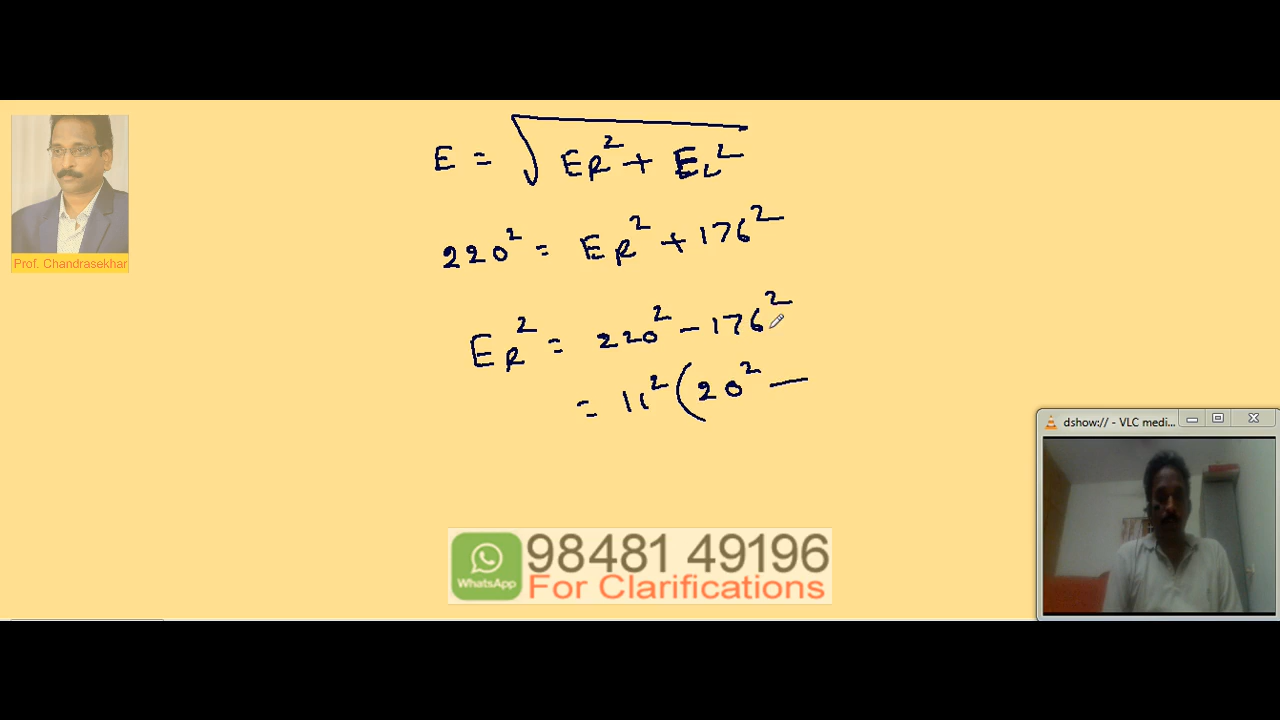 E = √ER² + EL²
220² = ER² + 176²
ER² = 220² - 176²
= 11² (20² -
Prof. Chandrasekhar
dshow:// - VLC medi...
WhatsApp
98481 49196
For Clarifications